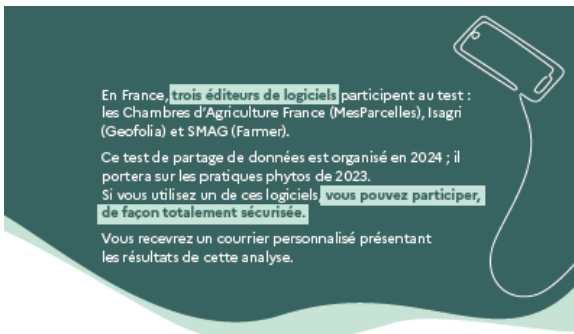 En France, trois éditeurs de logiciels participent au test :
les Chambres d'Agriculture France (MesParcelles), Isagri
(Geofolia) et SMAG (Farmer).
Ce test de partage de données est organisé en 2024 ; il
portera sur les pratiques phytos de 2023.
Si vous utilisez un de ces logiciels, vous pouvez participer,
de façon totalement sécurisée.
Vous recevrez un courrier personnalisé présentant
les résultats de cette analyse.